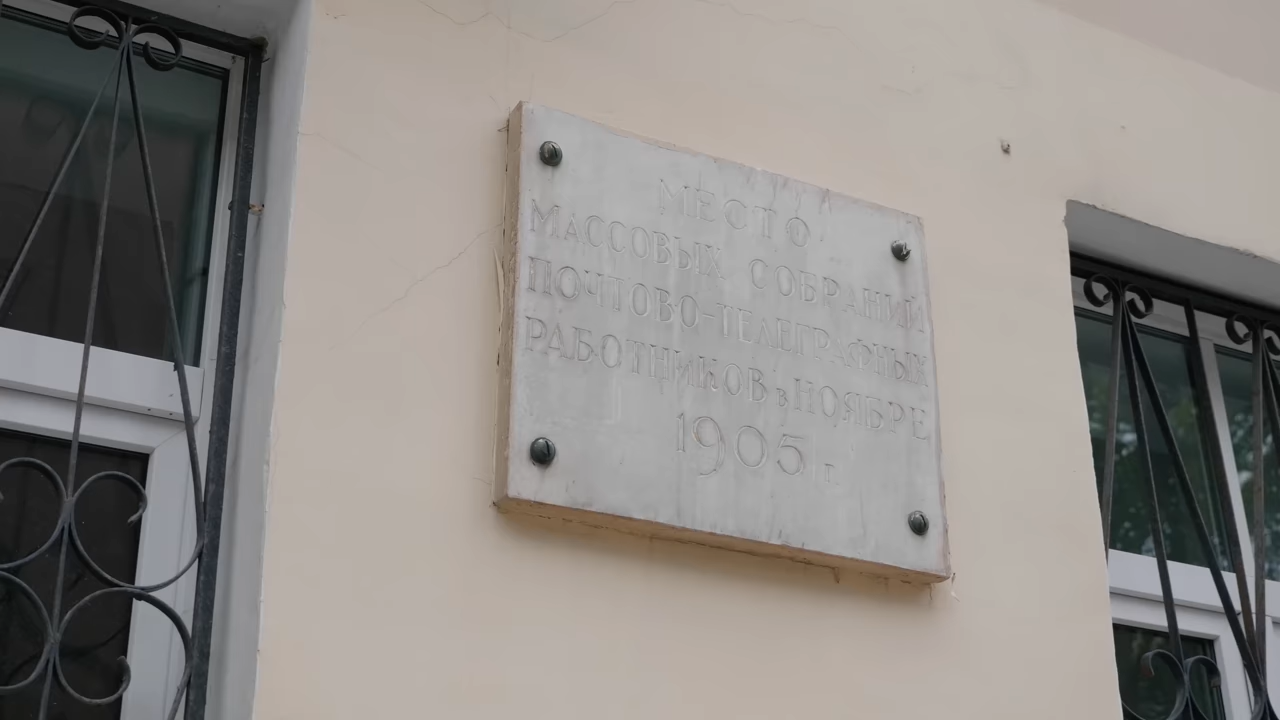 МЕСТО
МАССОВЫХ СОБРАНИЙ
ПОЧТОВО-ТЕЛЕГРАФНЫХ
РАБОТНИКОВ в НОЯБРЕ
1905 г.